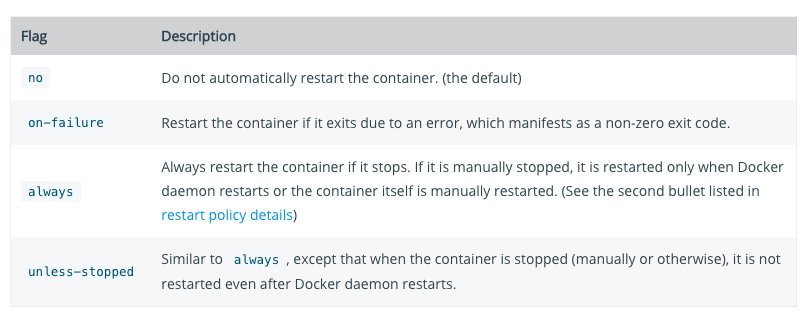 Flag Description
no Do not automatically restart the container. (the default)
on-failure Restart the container if it exits due to an error, which manifests as a non-zero exit code.
Always restart the container if it stops. If it is manually stopped, it is restarted only when Docker
always daemon restarts or the container itself is manually restarted. (See the second bullet listed in
restart policy details)
Similar to always , except that when the container is stopped (manually or otherwise), it is not
unless-stopped restarted even after Docker daemon restarts.